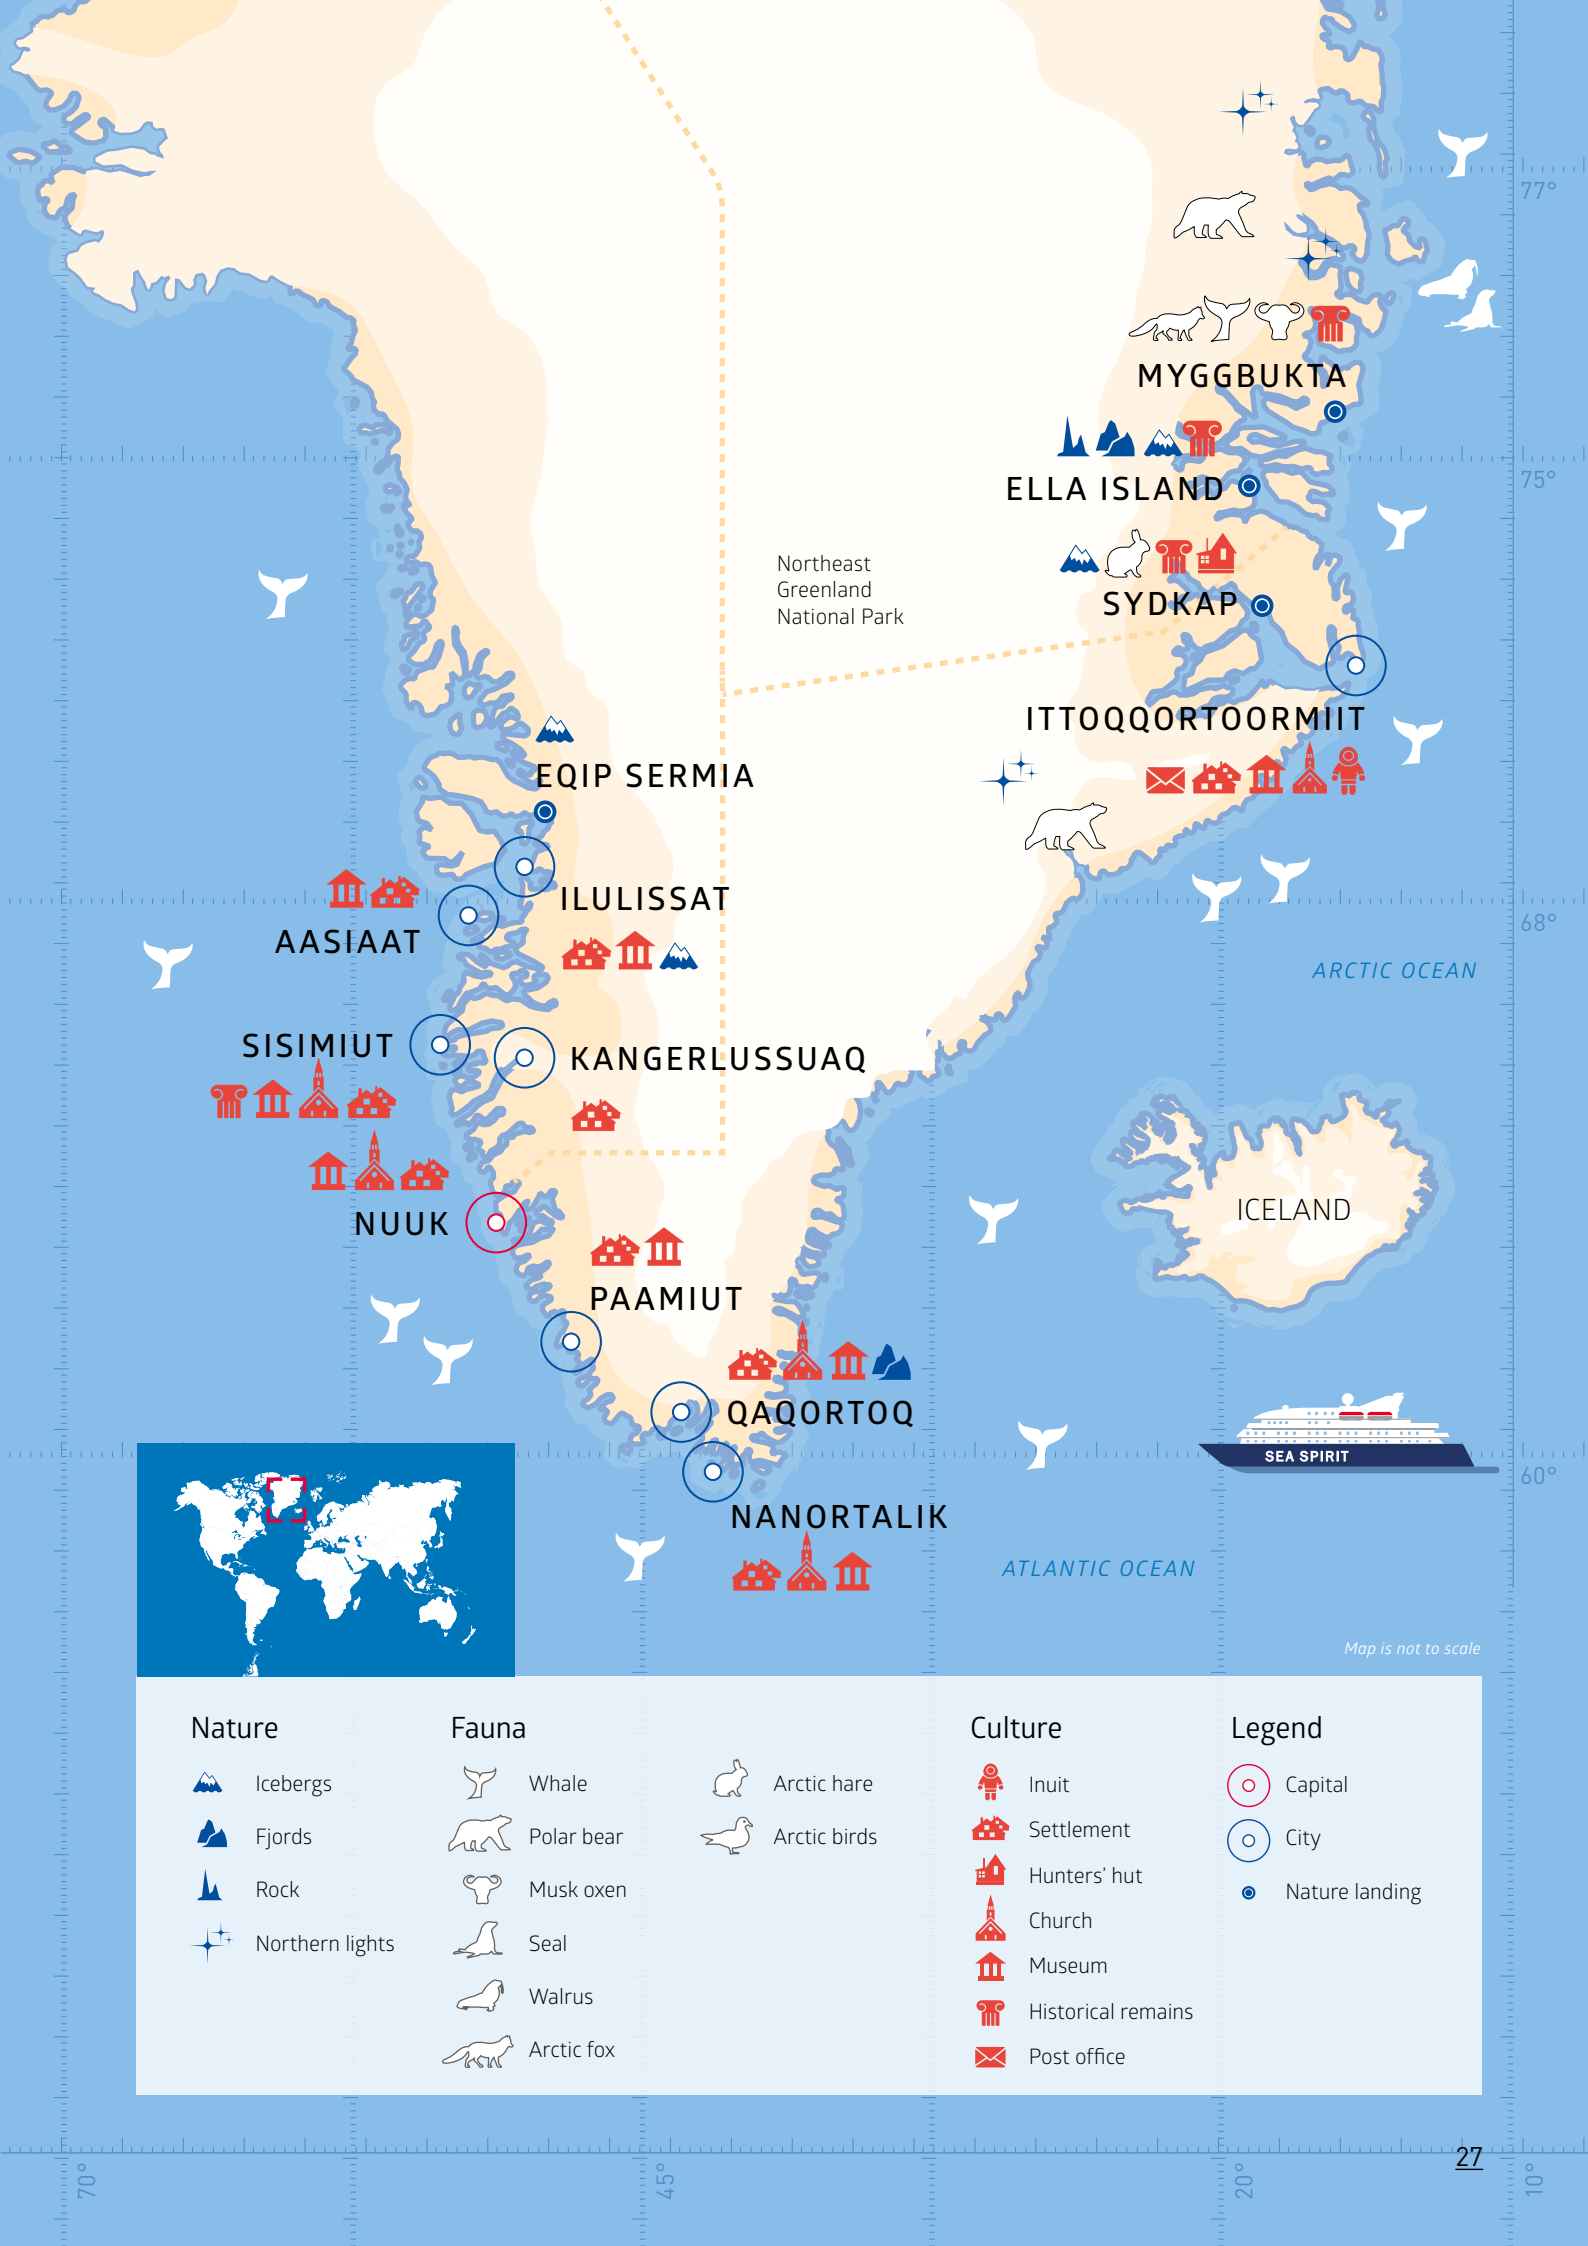 77°
MYGGBUKTA
75°
ELLA ISLAND
Northeast
Greenland
National Park
SYDKAP
ITTOQQORTOORMIIT
EQIP SERMIA
ILULISSAT
AASIAAT
68°
ARCTIC OCEAN
SISIMIUT
KANGERLUSSUAQ
ICELAND
NUUK
PAAMIUT
QAQORTOQ
SEA SPIRIT
60°
NANORTALIK
ATLANTIC OCEAN
Map is not to scale
Nature
Icebergs
Fjords
Rock
Northern lights
Fauna
Whale
Polar bear
Musk oxen
Seal
Walrus
Arctic fox
Arctic hare
Arctic birds
Culture
Inuit
Settlement
Hunters' hut
Church
Museum
Historical remains
Post office
Legend
Capital
City
Nature landing
27
70°
45°
20°
10°